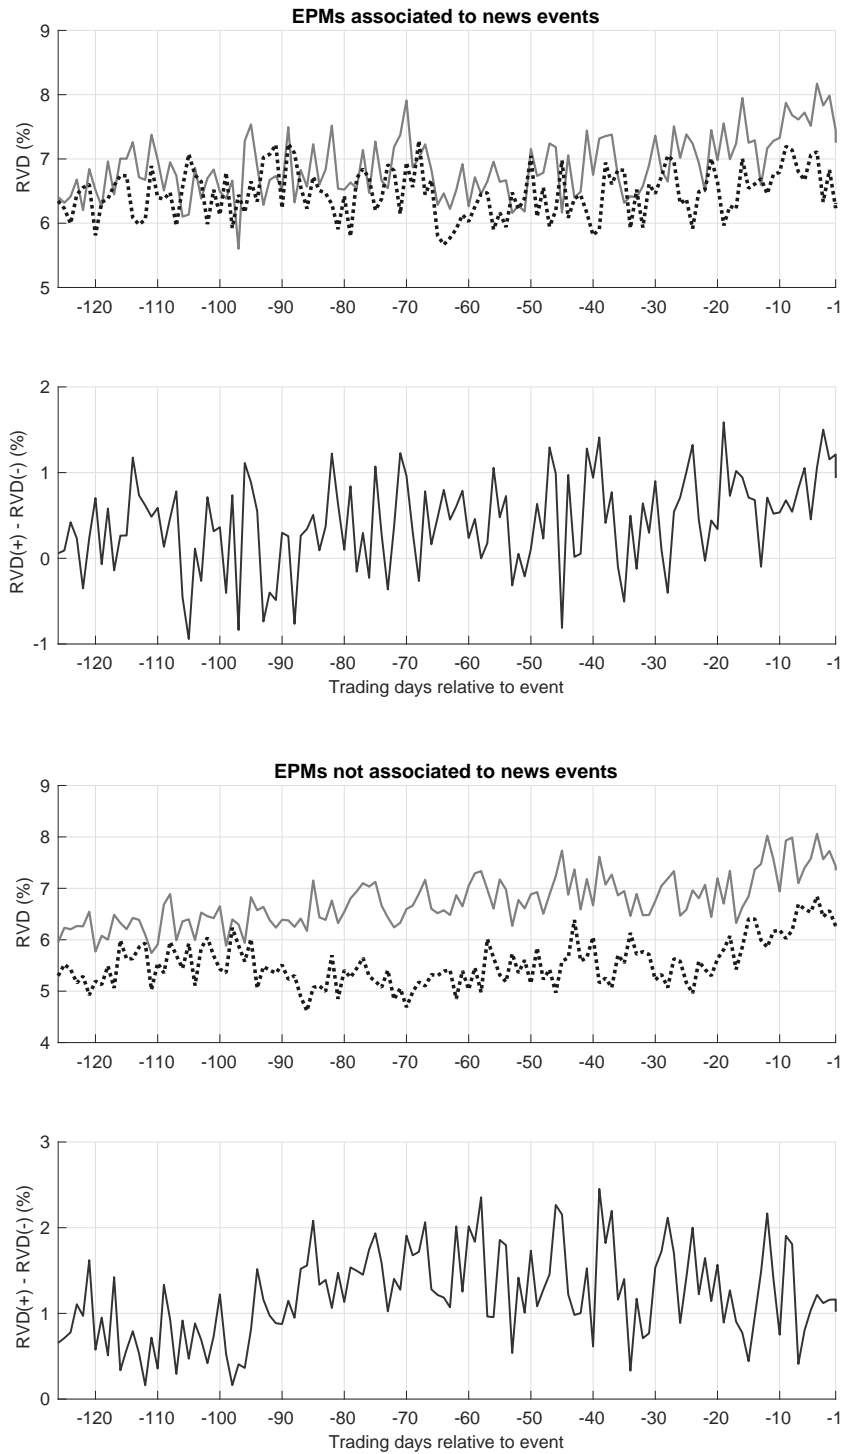 EPMs associated to news events
9
8
7
6
5
RVD (%)
-120 -110 -100 -90 -80 -70 -60 -50 -40 -30 -20 -10 -1
2
1
0
-1
RVD(+) - RVD(-) (%)
-120 -110 -100 -90 -80 -70 -60 -50 -40 -30 -20 -10 -1
Trading days relative to event
EPMs not associated to news events
9
8
7
6
5
4
RVD (%)
-120 -110 -100 -90 -80 -70 -60 -50 -40 -30 -20 -10 -1
3
2
1
0
RVD(+) - RVD(-) (%)
-120 -110 -100 -90 -80 -70 -60 -50 -40 -30 -20 -10 -1
Trading days relative to event